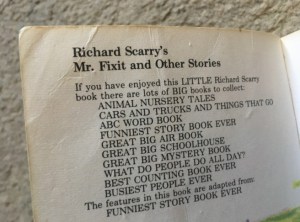 Richard Scarry's
Mr. Fixit and Other Stories
If you have enjoyed this LITTLE Richard Scarry
book there are lots of BIG books to collect:
ANIMAL NURSERY TALES
CARS AND TRUCKS AND THINGS THAT GO
ABC WORD BOOK
FUNNIEST STORY BOOK EVER
GREAT BIG AIR BOOK
GREAT BIG SCHOOLHOUSE
GREAT BIG MYSTERY BOOK
WHAT DO PEOPLE DO ALL DAY?
BEST COUNTING BOOK EVER
BUSIEST PEOPLE EVER
The features in this book are adapted from:
FUNNIEST STORY BOOK EVER